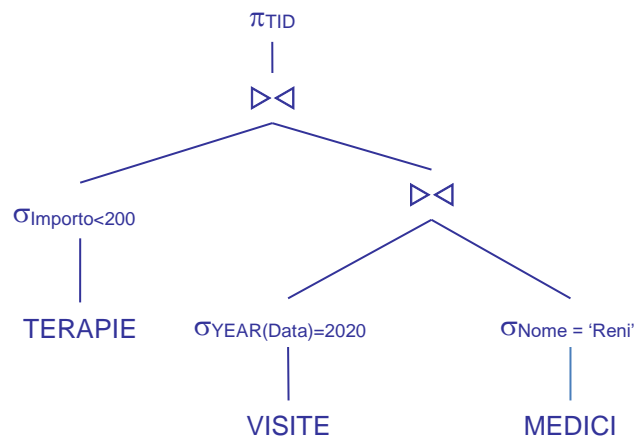 πTID
▷◁
▷◁
σImporto<200
TERAPIE
σYEAR(Data)=2020
σNome = ‘Reni’
VISITE
MEDICI